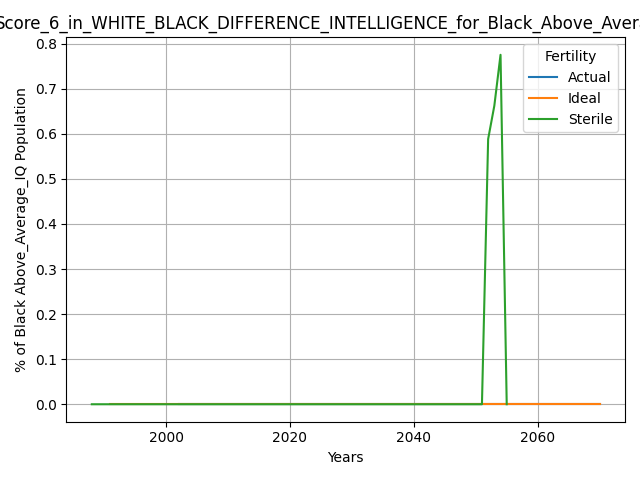 Score_6_in_WHITE_BLACK_DIFFERENCE_INTELLIGENCE_for_Black_Above_Avera
Fertility
Actual
Ideal
Sterile
% of Black Above_Average_IQ Population
0.8
0.7
0.6
0.5
0.4
0.3
0.2
0.1
0.0
2000 2020 2040 2060
Years